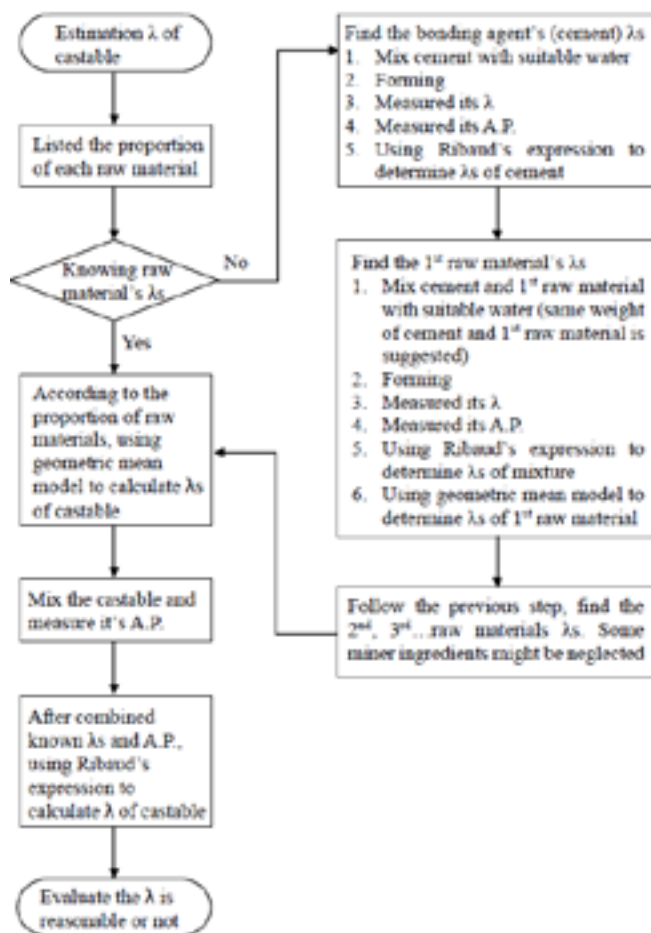 Estimation λ of
castable
Listed the proportion
of each raw material
Knowing raw
material's λs
No
Yes
According to the
proportion of raw
materials, using
geometric mean
model to calculate λs
of castable
Mix the castable and
measure it's A.P.
After combined
known λs and A.P.,
using Ribaud's
expression to
calculate λ of castable
Evaluate the λ is
reasonable or not
Find the bonding agent's (cement) λs
1. Mix cement with suitable water
2. Forming
3. Measured its λ
4. Measured its A.P.
5. Using Ribaud's expression to
determine λs of cement
Find the 1st raw material's λs
1. Mix cement and 1st raw material
with suitable water (same weight
of cement and 1st raw material is
suggested)
2. Forming
3. Measured its λ
4. Measured its A.P.
5. Using Ribaud's expression to
determine λs of mixture
6. Using geometric mean model to
determine λs of 1st raw material
Follow the previous step, find the
2nd, 3rd…raw materials λs. Some
miner ingredients might be neglected